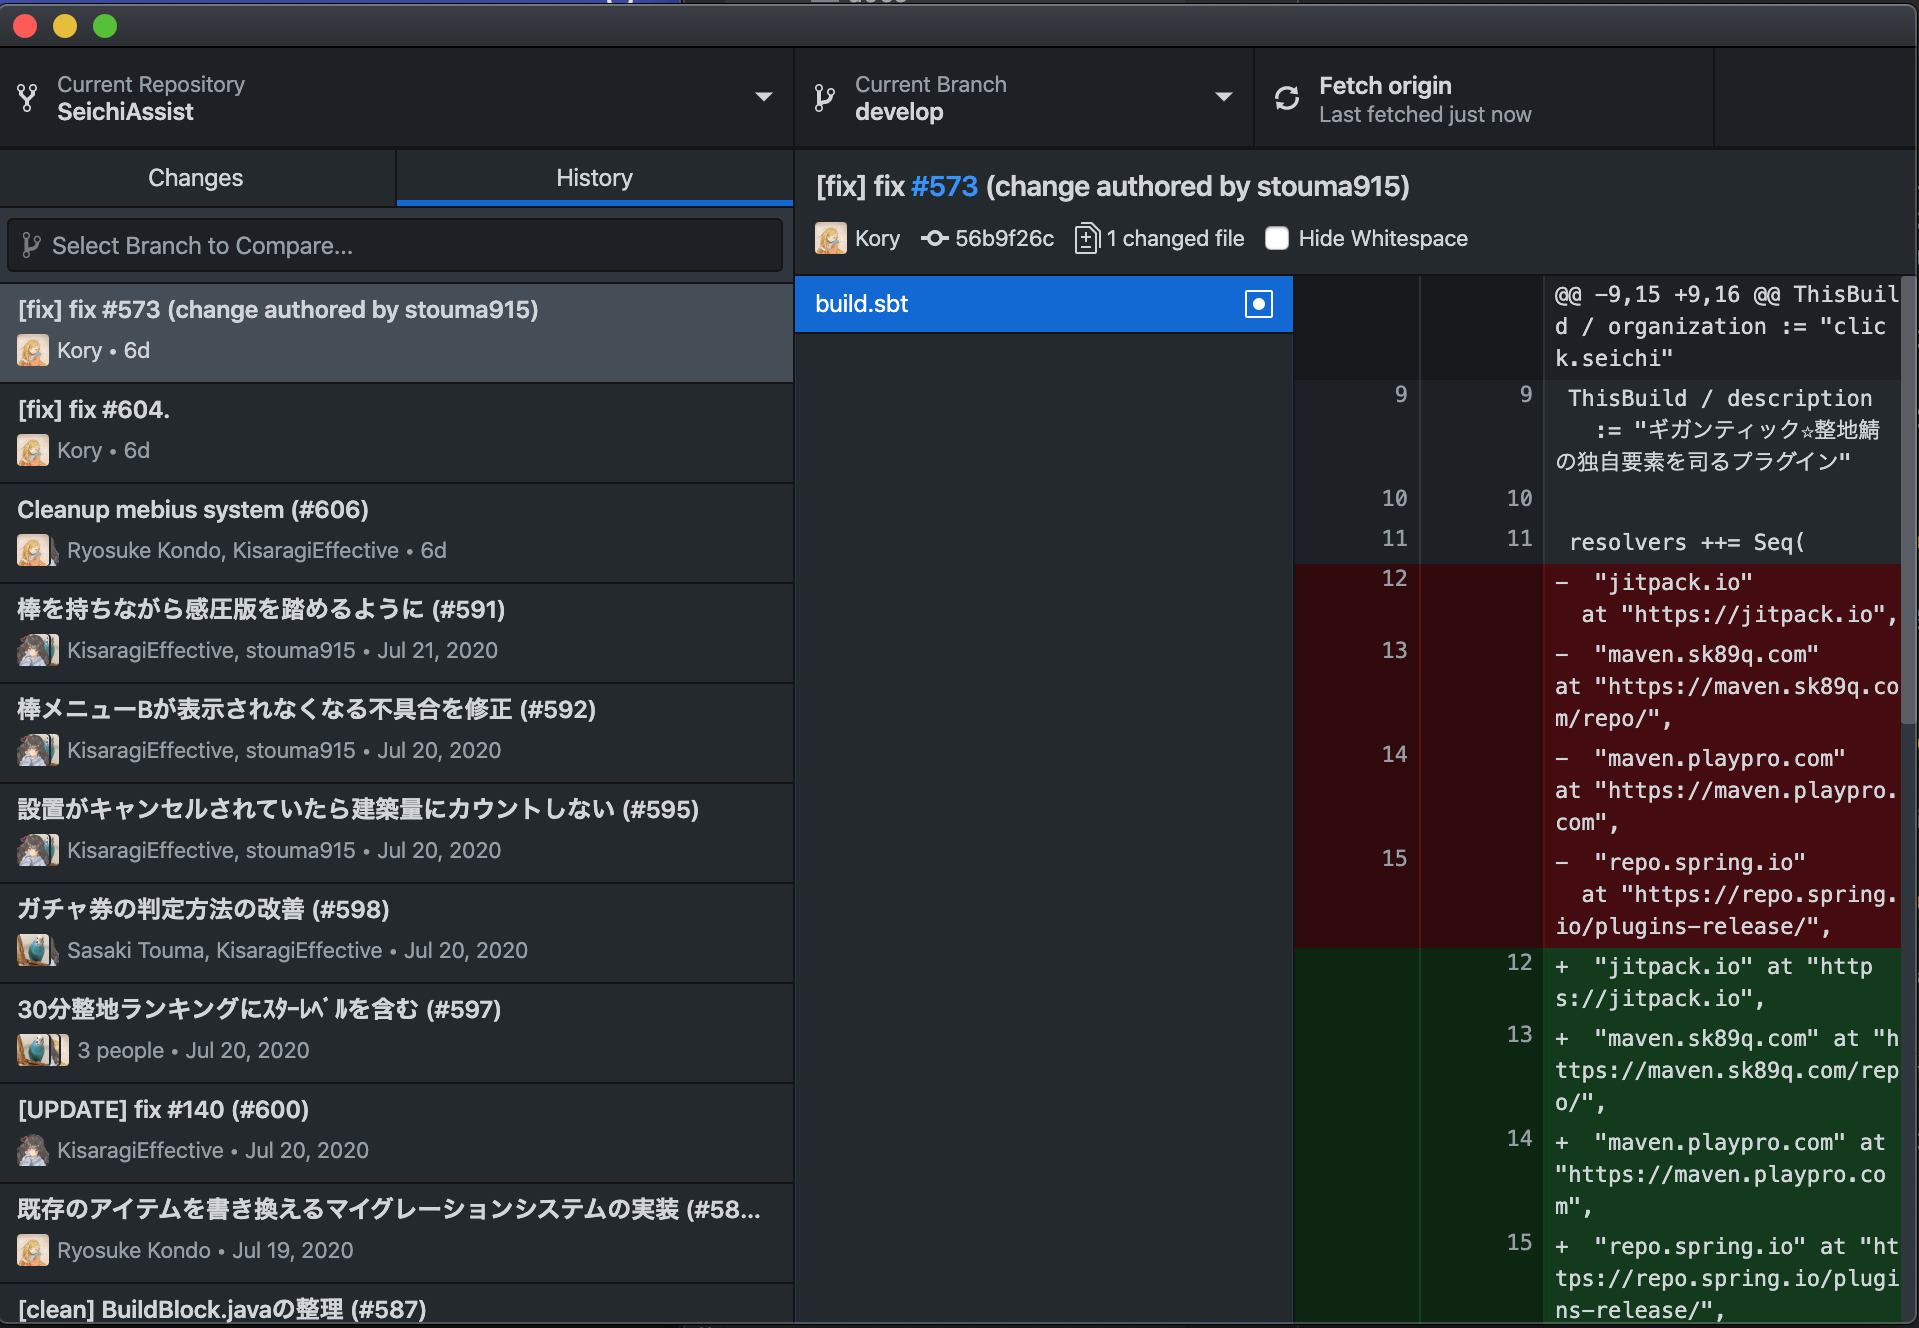 Current Repository
SeichiAssist
Current Branch
develop
Fetch origin
Last fetched just now
Changes
History
Select Branch to Compare...
[fix] fix #573 (change authored by stouma915)
Kory • 6d
[fix] fix #604.
Kory • 6d
Cleanup mebius system (#606)
Ryosuke Kondo, KisaragiEffective • 6d
棒を持ちながら感圧版を踏めるように (#591)
KisaragiEffective, stouma915 • Jul 21, 2020
棒メニューBが表示されなくなる不具合を修正 (#592)
KisaragiEffective, stouma915 • Jul 20, 2020
設置がキャンセルされていたら建築量にカウントしない (#595)
KisaragiEffective, stouma915 • Jul 20, 2020
ガチャ券の判定方法の改善 (#598)
Sasaki Touma, KisaragiEffective • Jul 20, 2020
30分整地ランキングにｽﾀｰﾚﾍﾞﾙを含む (#597)
3 people • Jul 20, 2020
[UPDATE] fix #140 (#600)
KisaragiEffective • Jul 20, 2020
既存のアイテムを書き換えるマイグレーションシステムの実装 (#58...
Ryosuke Kondo • Jul 19, 2020
[clean] BuildBlock.javaの整理 (#587)
[fix] fix #573 (change authored by stouma915)
Kory 56b9f26c 1 changed file Hide Whitespace
build.sbt
@@ -9,15 +9,16 @@ ThisBuil
d / organization := "clic
k.seichi"
9 9 ThisBuild / description
:= "ギガンティック☆整地鯖
の独自要素を司るプラグイン"
10 10
11 11 resolvers ++= Seq(
12 - "jitpack.io"
at "https://jitpack.io",
13 - "maven.sk89q.com"
at "https://maven.sk89q.co
m/repo/",
14 - "maven.playpro.com"
at "https://maven.playpro.
com",
15 - "repo.spring.io"
at "https://repo.spring.
io/plugins-release/",
12 + "jitpack.io" at "http
s://jitpack.io",
13 + "maven.sk89q.com" at "h
ttps://maven.sk89q.com/rep
o/",
14 + "maven.playpro.com" at
"https://maven.playpro.co
m",
15 + "repo.spring.io" at "ht
tps://repo.spring.io/plugi
ns-release/",